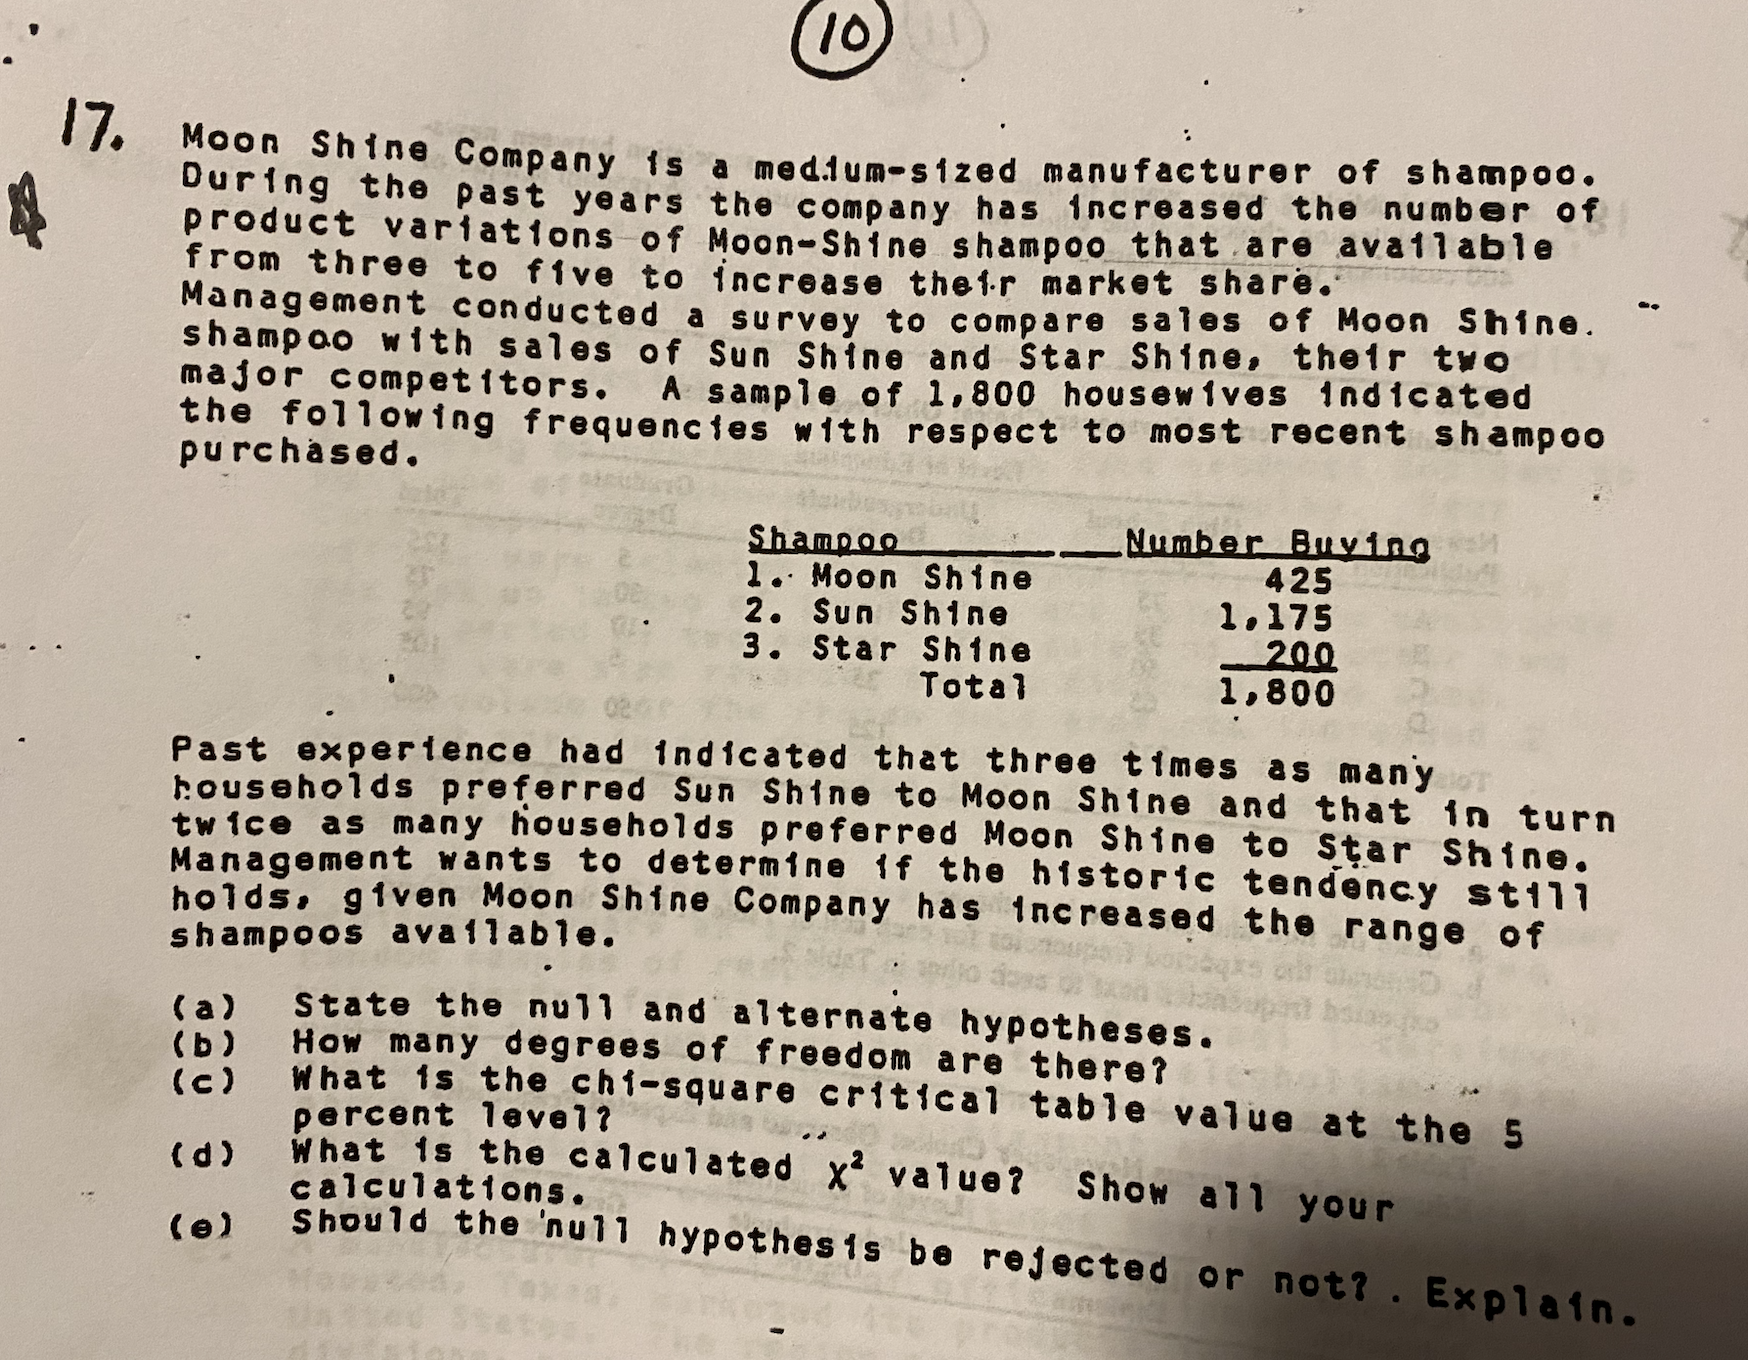 10
17.
Moon Shine Company is a medium-sized manufacturer of shampoo.
During the past years the company has increased the number of
product variations of Moon-Shine shampoo that are available
from three to five to increase their market share.
Management conducted a survey to compare sales of Moon Shine.
shampoo with sales of Sun Shine and Star Shine, their two
major competitors. A sample of 1,800 housewives indicated
the following frequencies with respect to most recent shampoo
purchased.
Shampoo Number Buying
1. Moon Shine 425
2. Sun Shine 1,175
3. Star Shine 200
Total 1,800
Past experience had indicated that three times as many
households preferred Sun Shine to Moon Shine and that in turn
twice as many households preferred Moon Shine to Star Shine.
Management wants to determine if the historic tendency still
holds, given Moon Shine Company has increased the range of
shampoos available.
(a) State the null and alternate hypotheses.
(b) How many degrees of freedom are there?
(c) What is the chi-square critical table value at the 5
percent level?
(d) What is the calculated χ² value? Show all your
calculations.
(e) Should the null hypothesis be rejected or not? Explain.